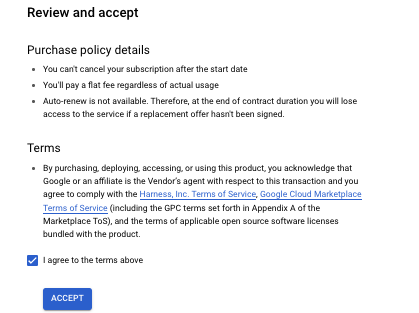 Review and accept
Purchase policy details
You can't cancel your subscription after the start date
You'll pay a flat fee regardless of actual usage
Auto-renew is not available. Therefore, at the end of contract duration you will lose
access to the service if a replacement offer hasn't been signed.
Terms
By purchasing, deploying, accessing, or using this product, you acknowledge that
Google or an affiliate is the Vendor's agent with respect to this transaction and you
agree to comply with the Harness, Inc. Terms of Service, Google Cloud Marketplace
Terms of Service (including the GPC terms set forth in Appendix A of the
Marketplace ToS), and the terms of applicable open source software licenses
bundled with the product.
I agree to the terms above
ACCEPT